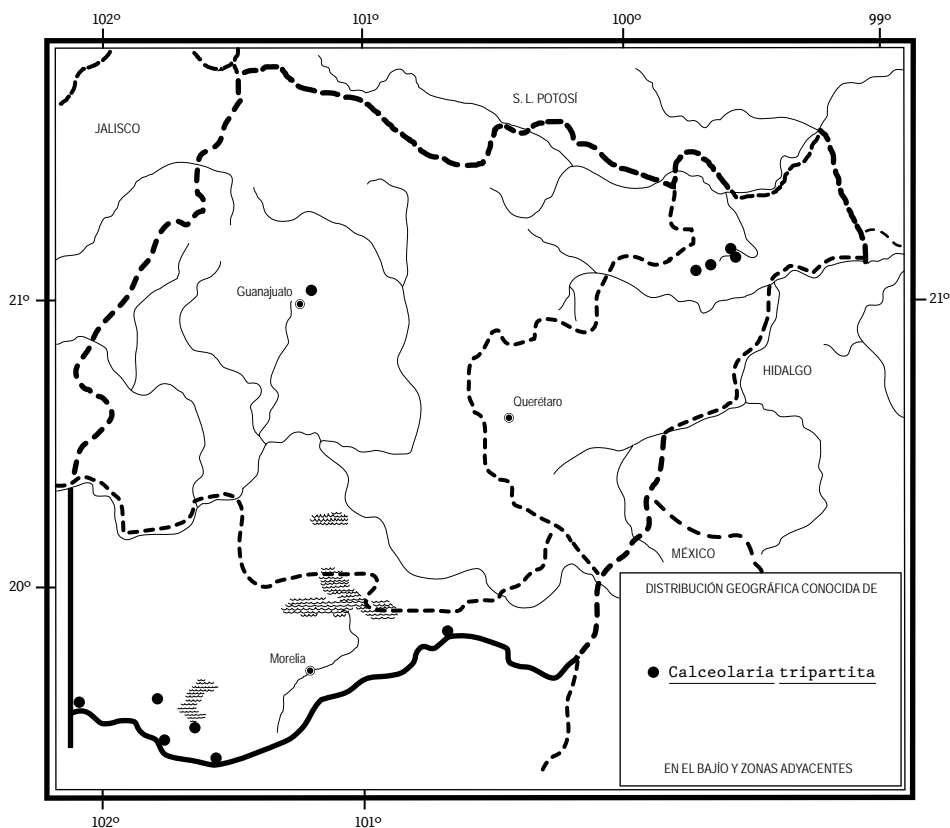 102º 101º 100º 99º
S. L. POTOSÍ
JALISCO
Guanajuato
21º 21º
HIDALGO
Querétaro
MÉXICO
20º
DISTRIBUCIÓN GEOGRÁFICA CONOCIDA DE
Morelia
Calceolaria tripartita
EN EL BAJÍO Y ZONAS ADYACENTES
102º 101º